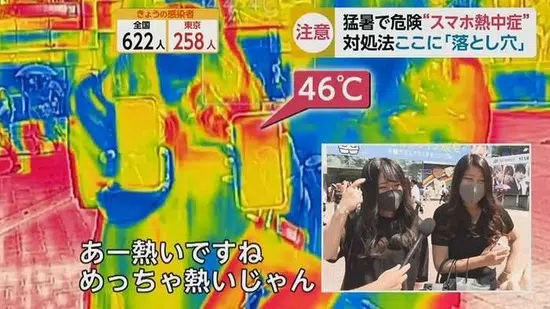 きょうの感染者
全国
622人
東京
258人
注意
猛暑で危険“スマホ熱中症”
対処法ここに「落とし穴」
46℃
あー熱いですね
めっちゃ熱いじゃん